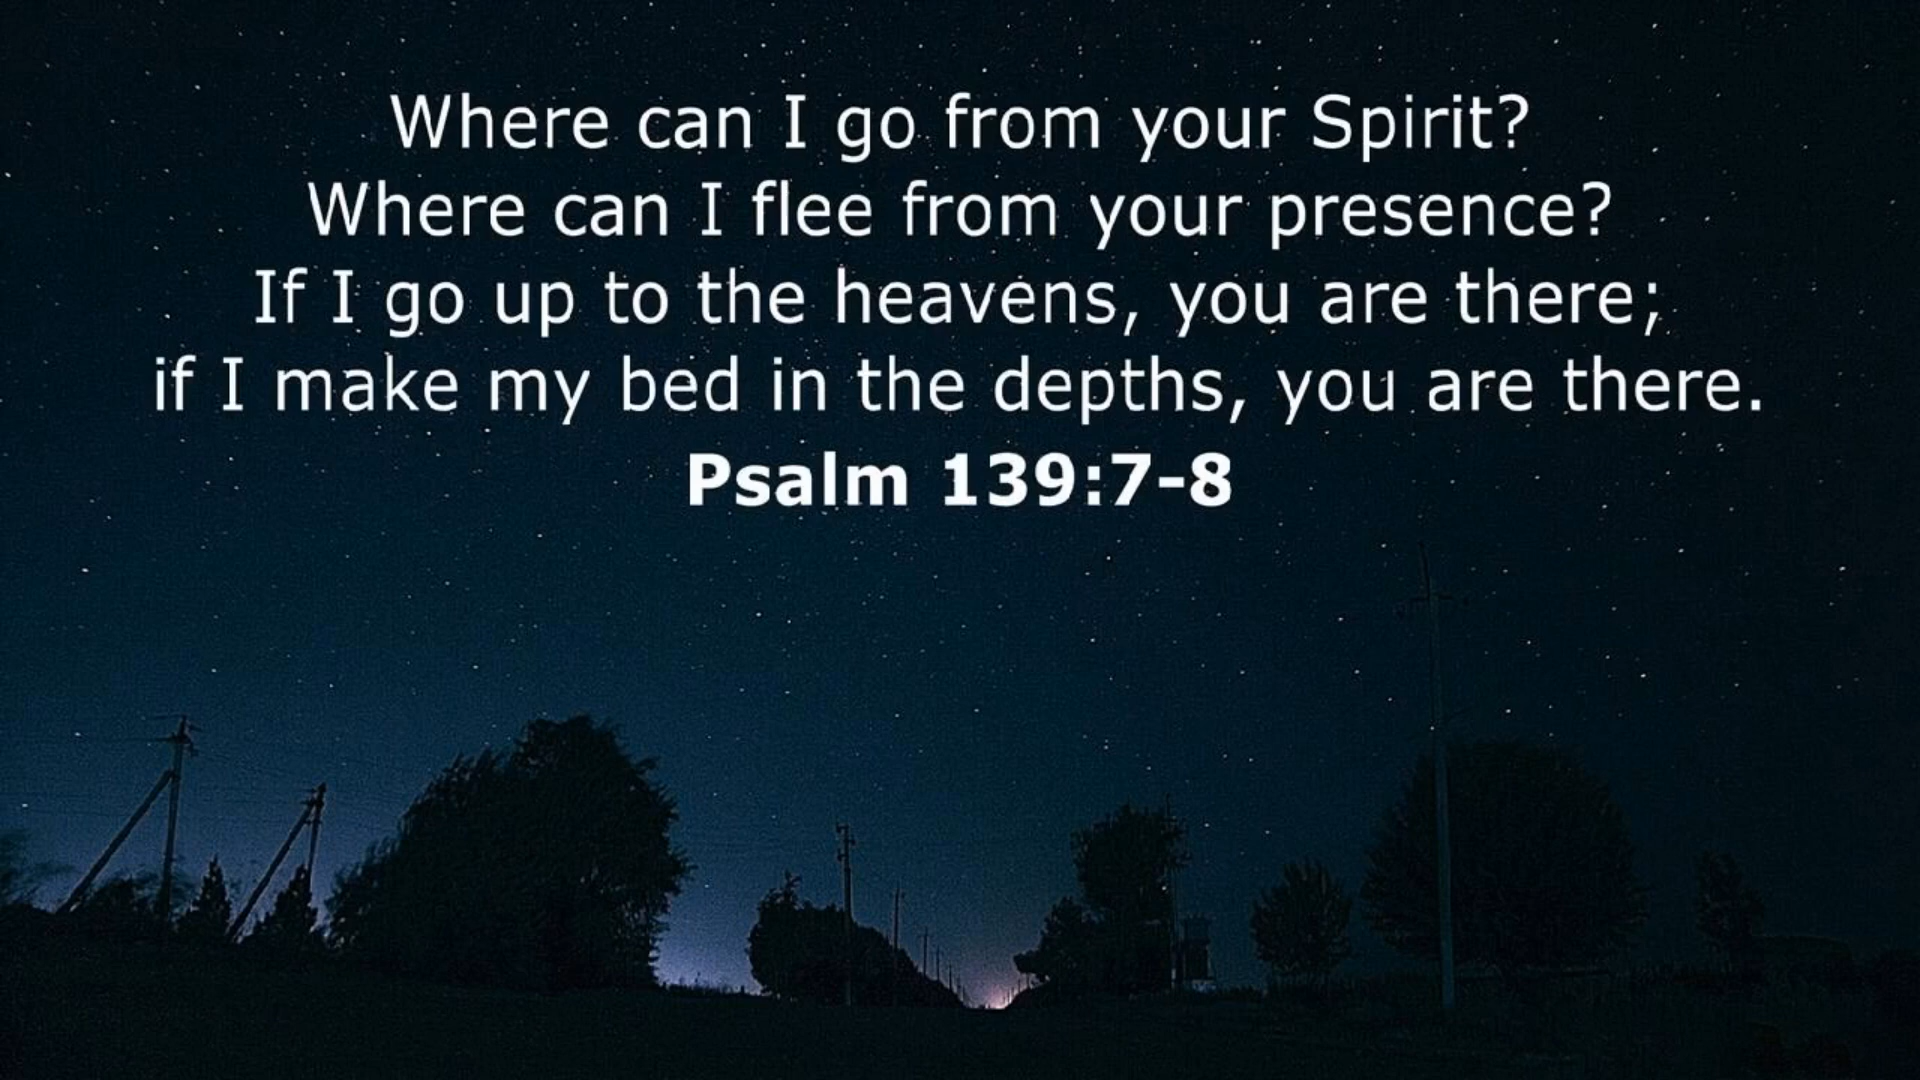 Where can I go from your Spirit?
Where can I flee from your presence?
If I go up to the heavens, you are there;
if I make my bed in the depths, you are there.
Psalm 139:7-8